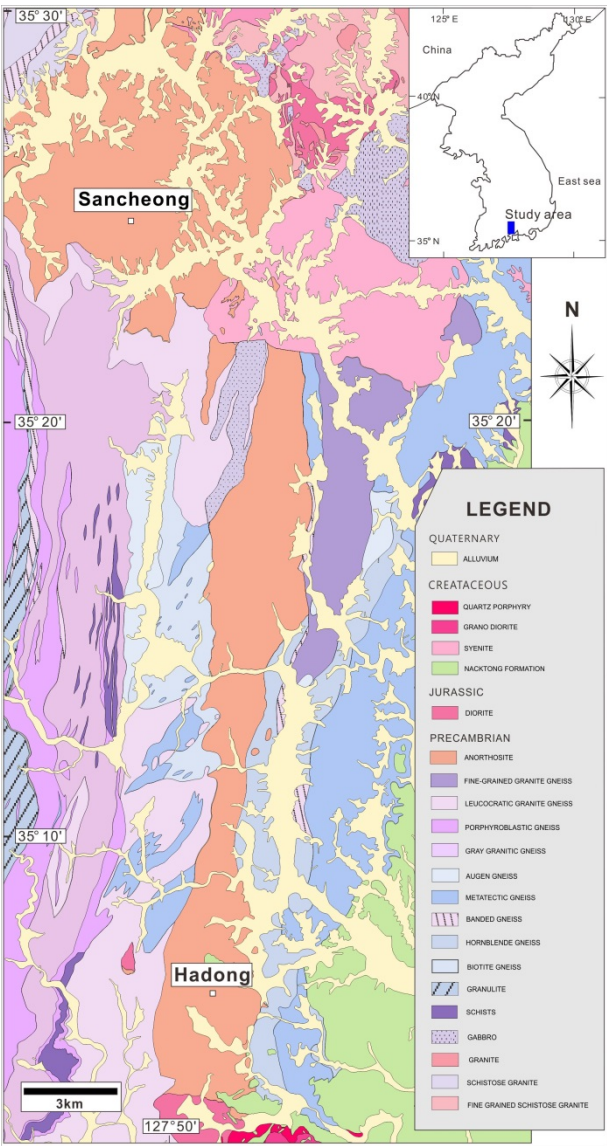 35° 30'
125° E
130° E
China
40°N
East sea
Study area
35° N
Sancheong
N
35° 20'
35° 20'
LEGEND
QUATERNARY
ALLUVIUM
CREATACEOUS
QUARTZ PORPHYRY
GRANO DIORITE
SYENITE
NACKTONG FORMATION
JURASSIC
DIORITE
PRECAMBRIAN
ANORTHOSITE
FINE-GRAINED GRANITE GNEISS
LEUCOCRATIC GRANITE GNEISS
PORPHYROBLASTIC GNEISS
GRAY GRANITIC GNEISS
AUGEN GNEISS
METATECTIC GNEISS
BANDED GNEISS
HORNBLENDE GNEISS
BIOTITE GNEISS
GRANULITE
SCHISTS
GABBRO
GRANITE
SCHISTOSE GRANITE
FINE GRAINED SCHISTOSE GRANITE
35° 10'
Hadong
3km
127° 50'